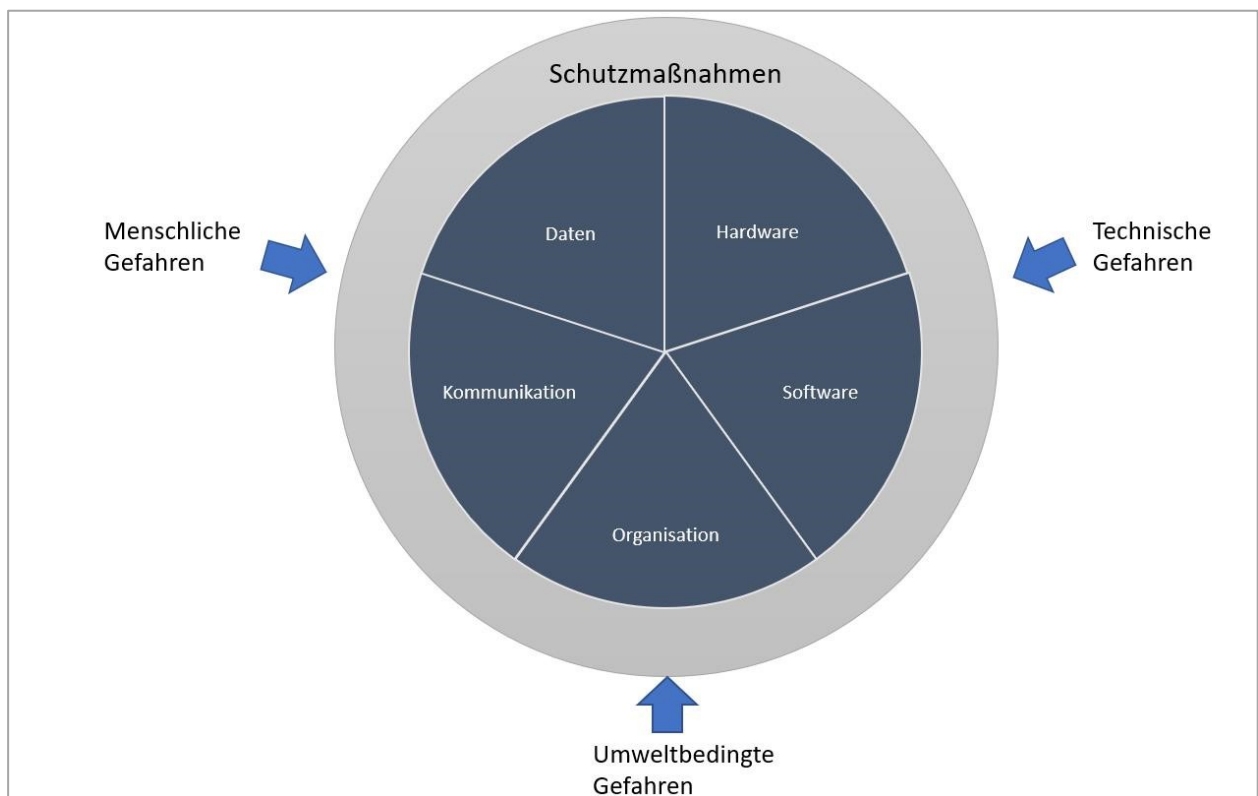 Schutzmaßnahmen
Menschliche
Gefahren
Daten
Hardware
Technische
Gefahren
Kommunikation
Software
Organisation
Umweltbedingte
Gefahren